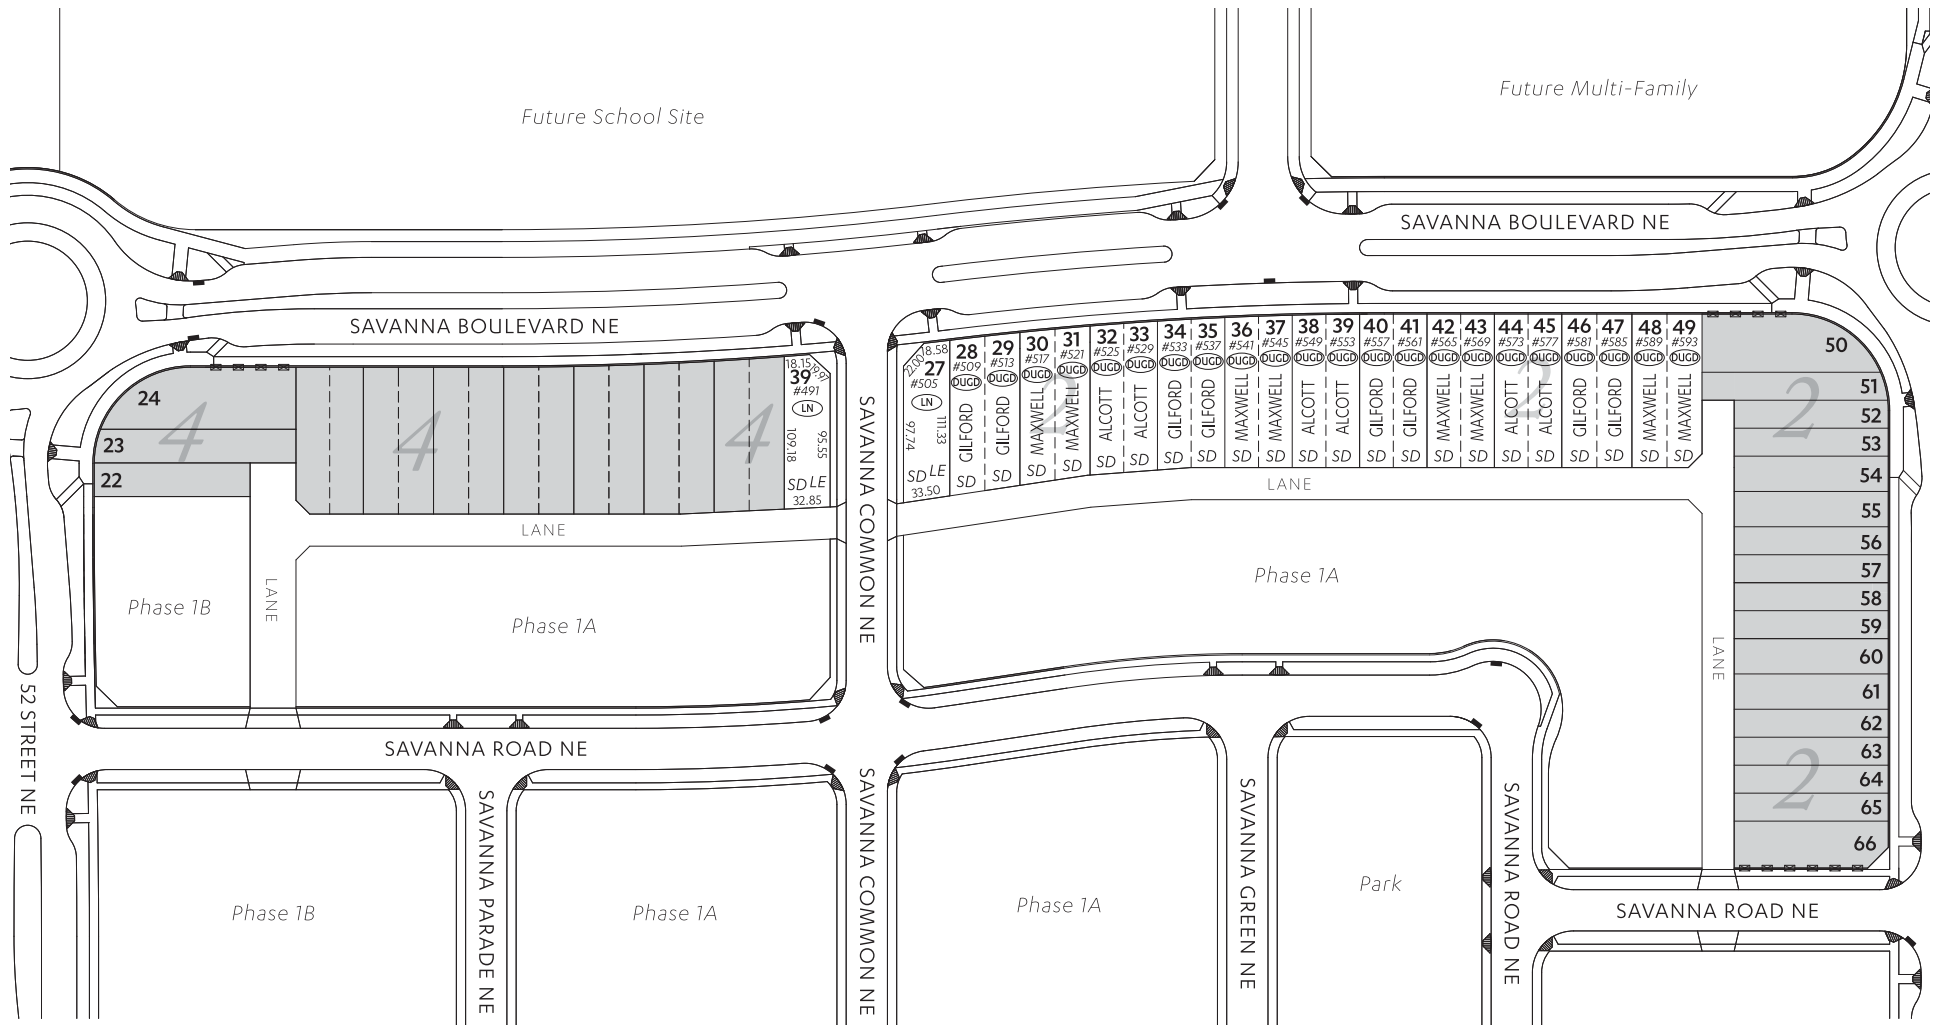 Future School Site
Future Multi-Family
SAVANNA BOULEVARD NE
SAVANNA BOULEVARD NE
24
23
22
4
4
4
18.15
19.97
39
#491
LN
109.18
95.55
SD LE
32.85
22.00
18.58
27
#505
LN
97.74
111.33
SD LE
33.50
28
#509
DUGD
GILFORD
SD
29
#513
DUGD
GILFORD
SD
30
#517
DUGD
MAXWELL
SD
31
#521
DUGD
MAXWELL
SD
2
32
#525
DUGD
ALCOTT
SD
33
#529
DUGD
ALCOTT
SD
34
#533
DUGD
GILFORD
SD
35
#537
DUGD
GILFORD
SD
36
#541
DUGD
MAXWELL
SD
37
#545
DUGD
MAXWELL
SD
38
#549
DUGD
ALCOTT
SD
39
#553
DUGD
ALCOTT
SD
40
#557
DUGD
GILFORD
SD
41
#561
DUGD
GILFORD
SD
42
#565
DUGD
MAXWELL
SD
43
#569
DUGD
MAXWELL
SD
44
#573
DUGD
ALCOTT
SD
2
45
#577
DUGD
ALCOTT
SD
46
#581
DUGD
GILFORD
SD
47
#585
DUGD
GILFORD
SD
48
#589
DUGD
MAXWELL
SD
49
#593
DUGD
MAXWELL
SD
50
51
2
52
53
54
55
56
57
58
59
60
61
62
63
2
64
65
66
LANE
LANE
LANE
LANE
Phase 1B
Phase 1A
Phase 1A
SAVANNA COMMON NE
52 STREET NE
SAVANNA ROAD NE
SAVANNA PARADE NE
SAVANNA COMMON NE
SAVANNA GREEN NE
SAVANNA ROAD NE
Phase 1B
Phase 1A
Phase 1A
Park
SAVANNA ROAD NE